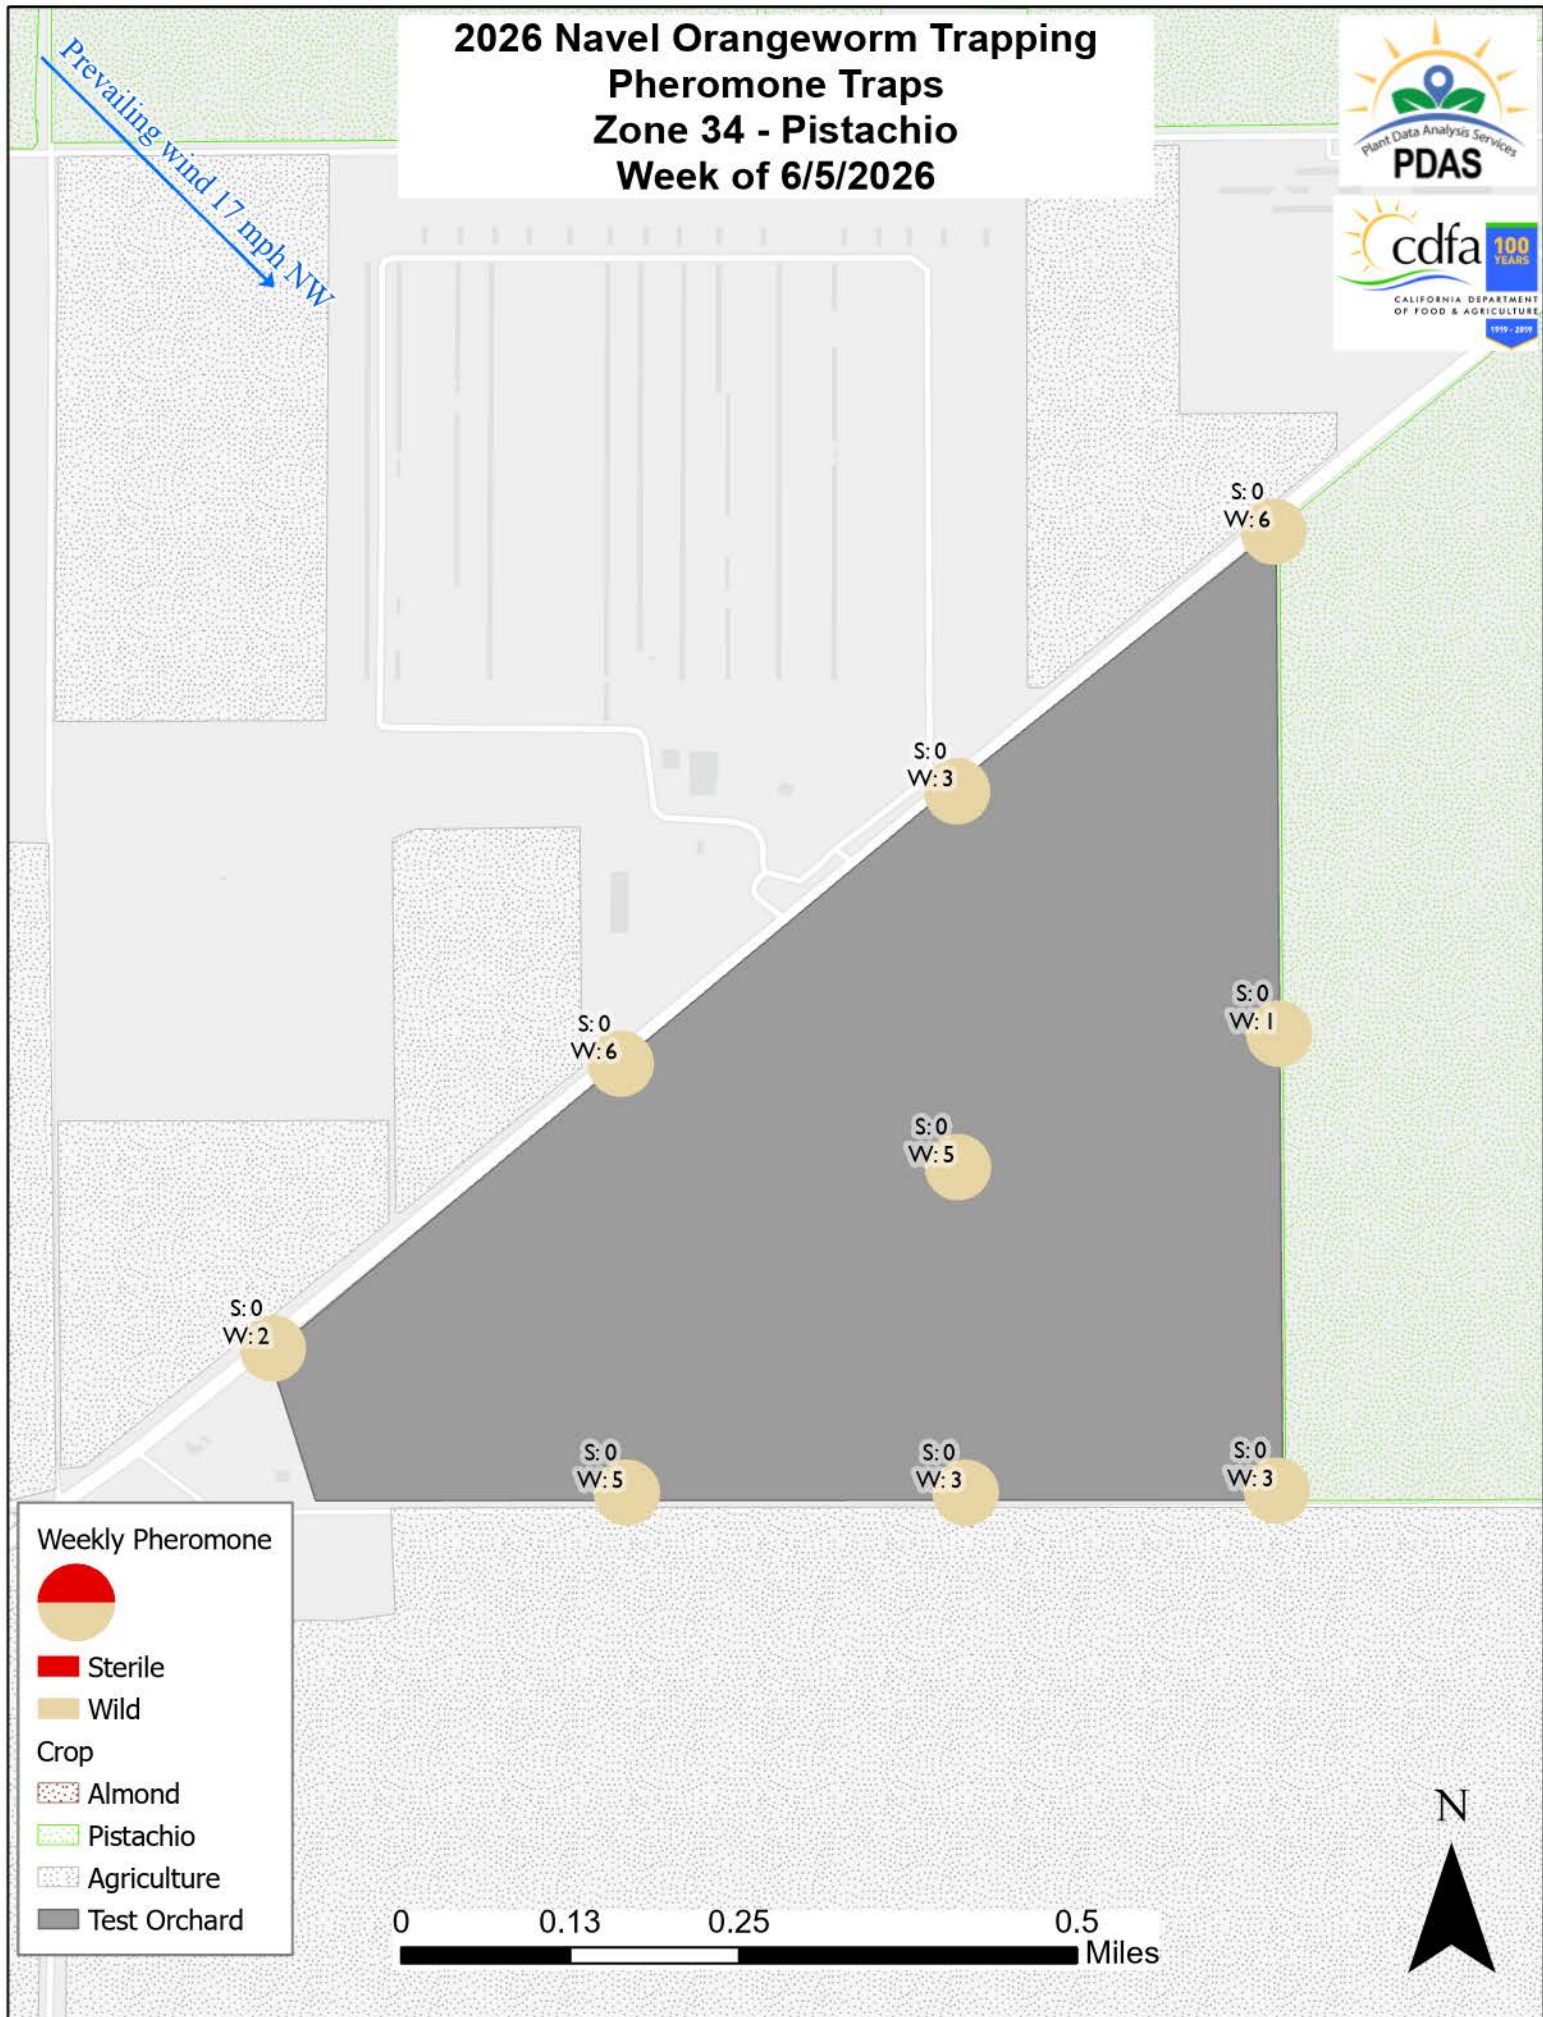 2026 Navel Orangeworm Trapping
Pheromone Traps
Zone 34 - Pistachio
Week of 6/5/2026
Prevailing wind 17 mph NW
Plant Data Analysis Services
PDAS
cdfa
100
YEARS
CALIFORNIA DEPARTMENT
OF FOOD & AGRICULTURE
1919 - 2019
S: 0
W: 6
S: 0
W: 3
S: 0
W: 1
S: 0
W: 6
S: 0
W: 5
S: 0
W: 2
S: 0
W: 5
S: 0
W: 3
S: 0
W: 3
Weekly Pheromone
Sterile
Wild
Crop
Almond
Pistachio
Agriculture
Test Orchard
0 0.13 0.25 0.5
Miles
N